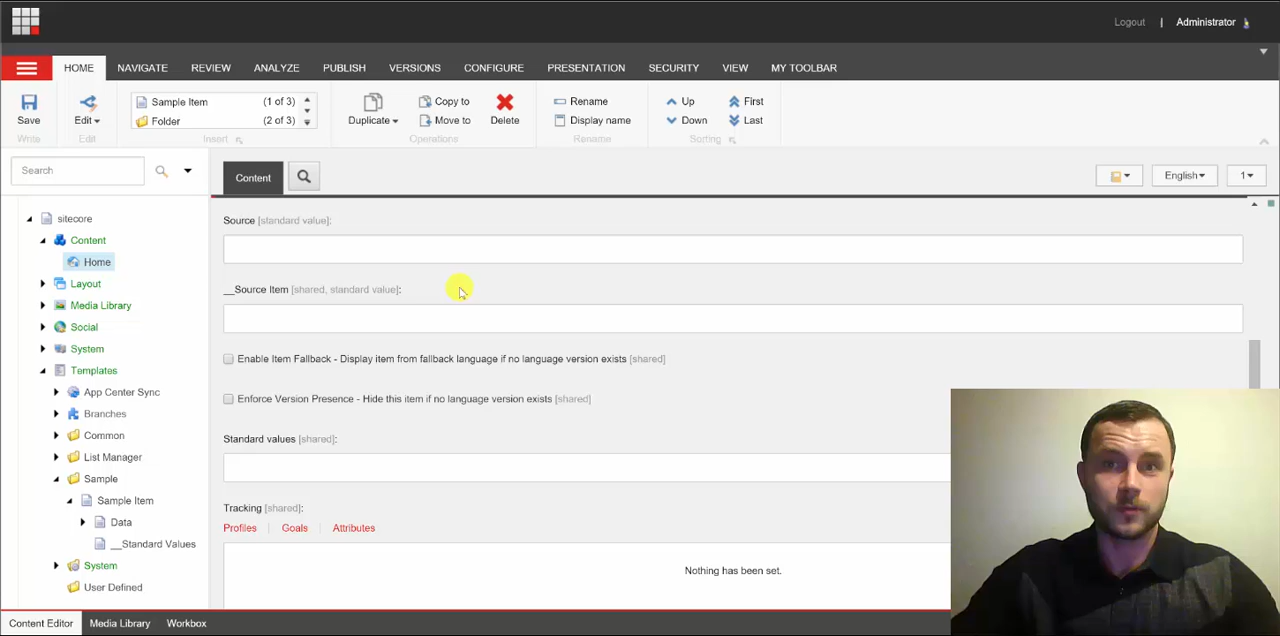 Logout | Administrator
HOME NAVIGATE REVIEW ANALYZE PUBLISH VERSIONS CONFIGURE PRESENTATION SECURITY VIEW MY TOOLBAR
Save
Write
Edit
Edit
Sample Item (1 of 3)
Folder (2 of 3)
Insert
Duplicate
Copy to
Move to
Delete
Operations
Rename
Display name
Rename
Up First
Down Last
Sorting
Search
Content
English
1
sitecore
Content
Home
Layout
Media Library
Social
System
Templates
App Center Sync
Branches
Common
List Manager
Sample
Sample Item
Data
__Standard Values
System
User Defined
Source [standard value]:
__Source Item [shared, standard value]:
Enable Item Fallback - Display item from fallback language if no language version exists [shared]
Enforce Version Presence - Hide this item if no language version exists [shared]
Standard values [shared]:
Tracking [shared]:
Profiles | Goals | Attributes
Nothing has been set.
Content Editor Media Library Workbox